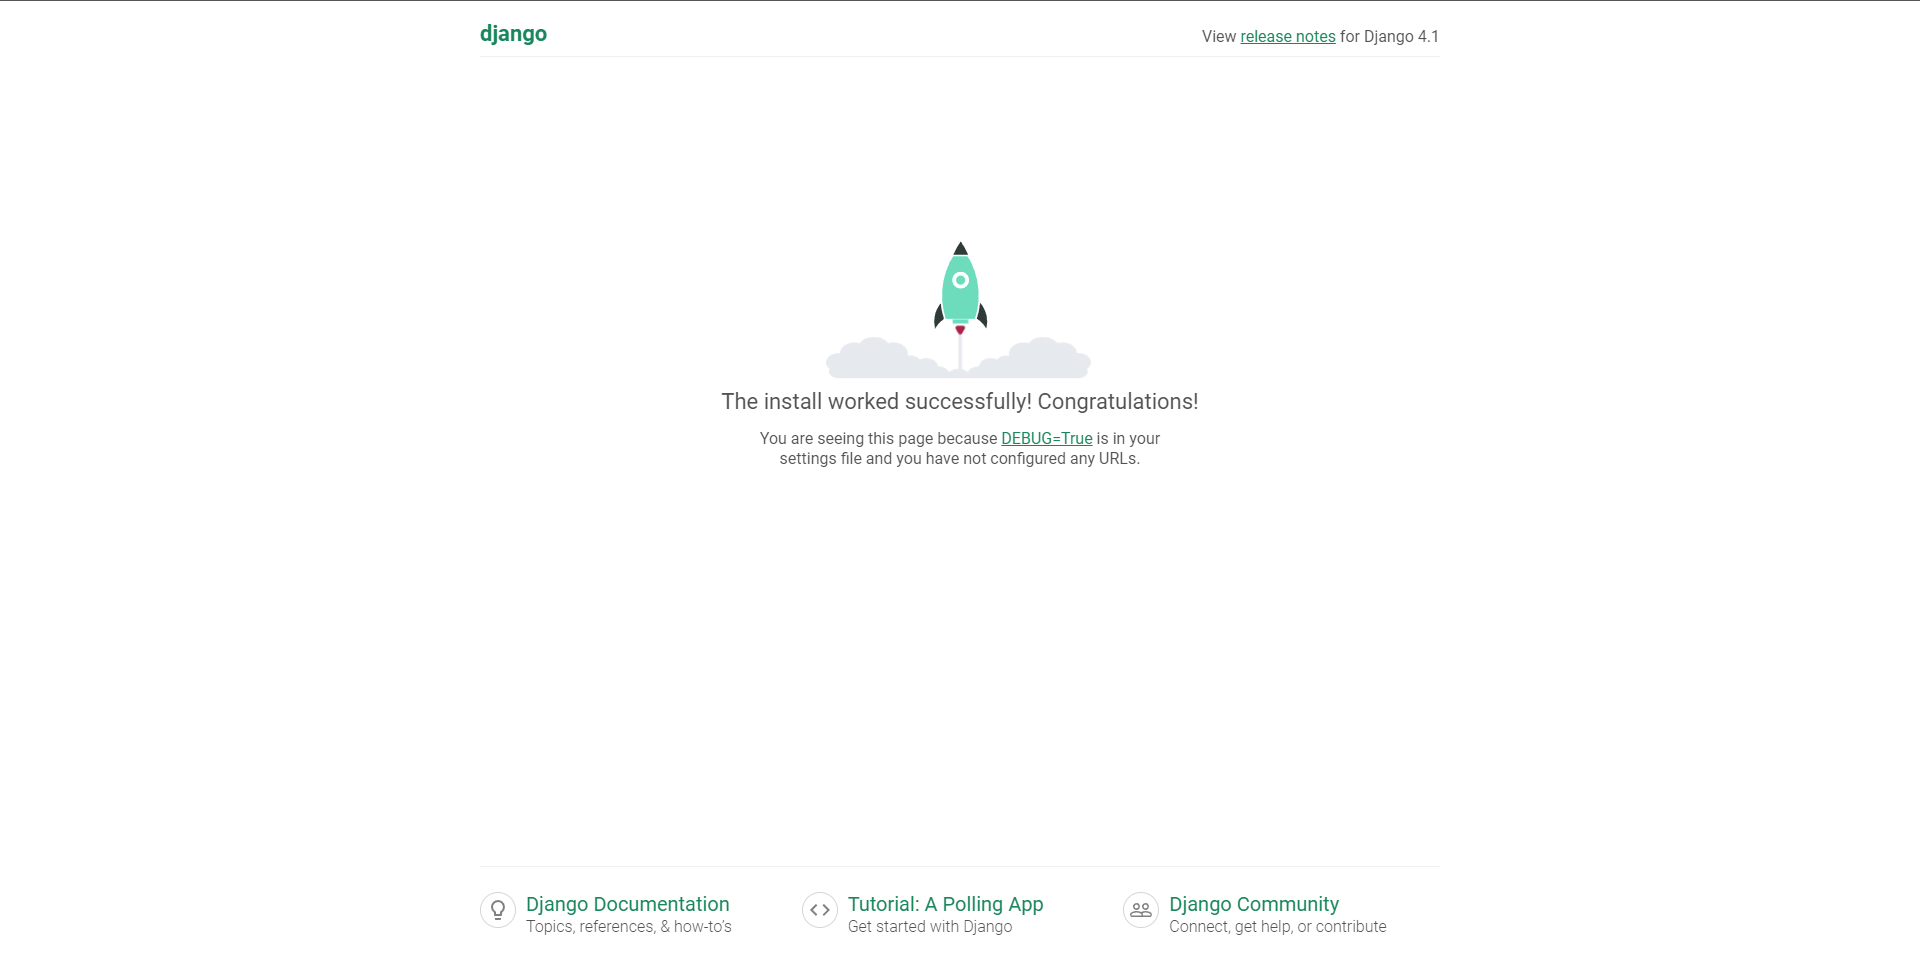 django
View release notes for Django 4.1
The install worked successfully! Congratulations!
You are seeing this page because DEBUG=True is in your
settings file and you have not configured any URLs.
Django Documentation
Topics, references, & how-to’s
Tutorial: A Polling App
Get started with Django
Django Community
Connect, get help, or contribute